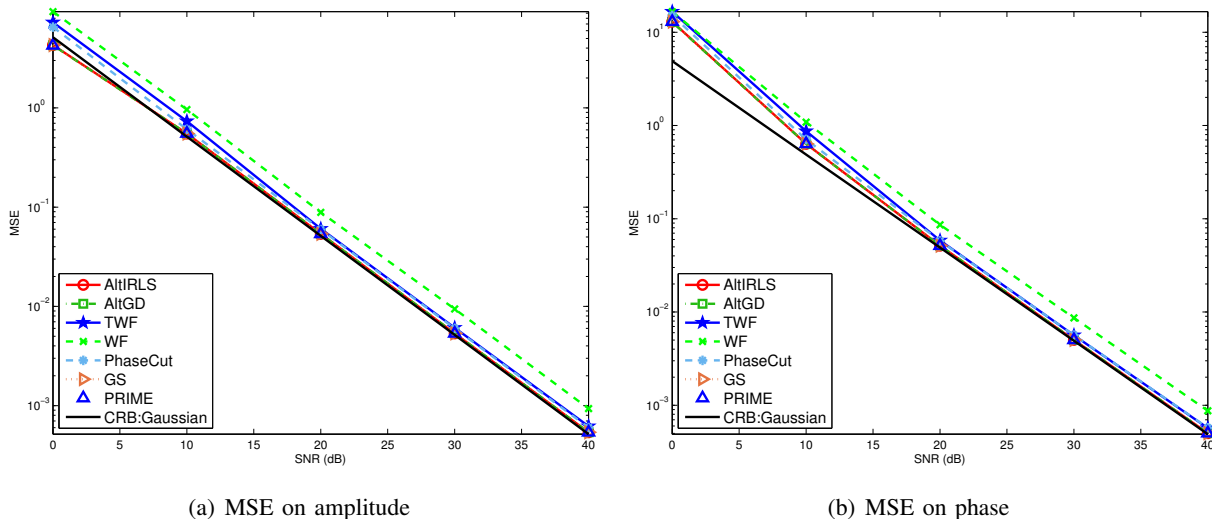 10^0
10^-1
10^-2
10^-3
MSE
0 5 10 15 20 25 30 35 40
SNR (dB)
AltIRLS
AltGD
TWF
WF
PhaseCut
GS
PRIME
CRB:Gaussian
(a) MSE on amplitude
10^1
10^0
10^-1
10^-2
10^-3
MSE
0 5 10 15 20 25 30 35 40
SNR (dB)
AltIRLS
AltGD
TWF
WF
PhaseCut
GS
PRIME
CRB:Gaussian
(b) MSE on phase